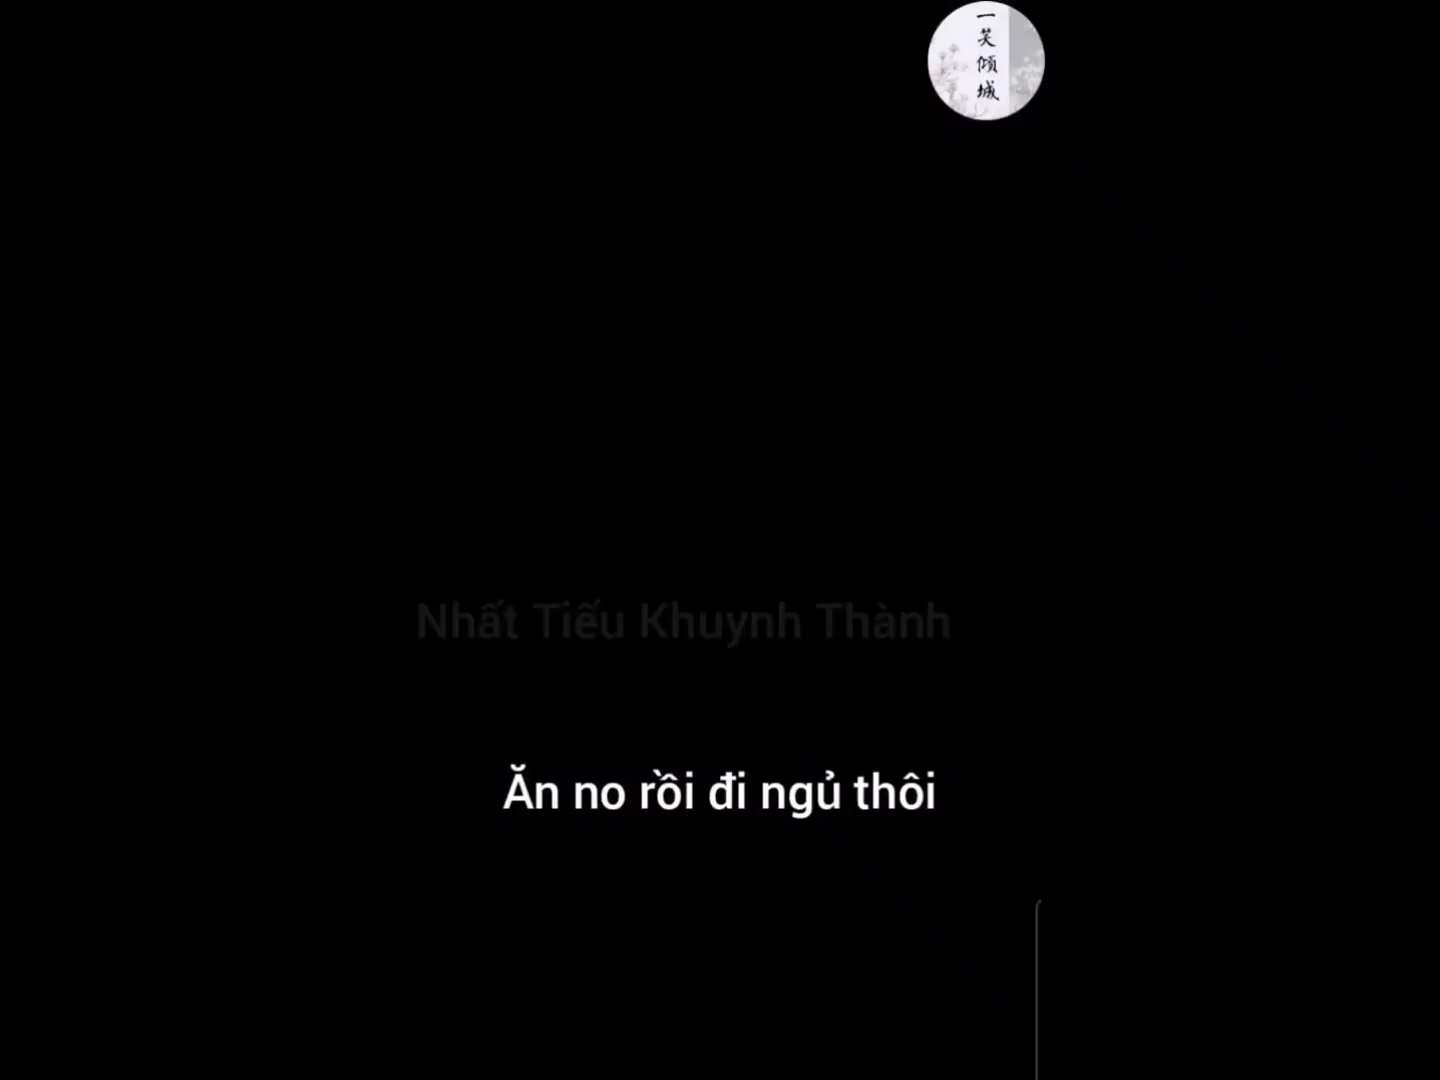 一
笑
倾
城
Nhất Tiếu Khuynh Thành
Ăn no rồi đi ngủ thôi